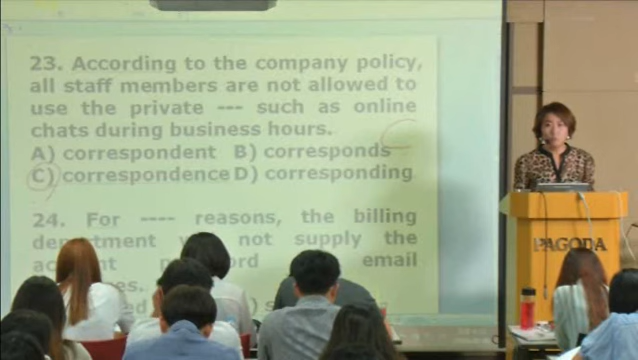 23. According to the company policy,
all staff members are not allowed to
use the private --- such as online
chats during business hours.
A) correspondent B) corresponds
C) correspondence D) corresponding
24. For ---- reasons, the billing
department not supply the
email
PAGODA